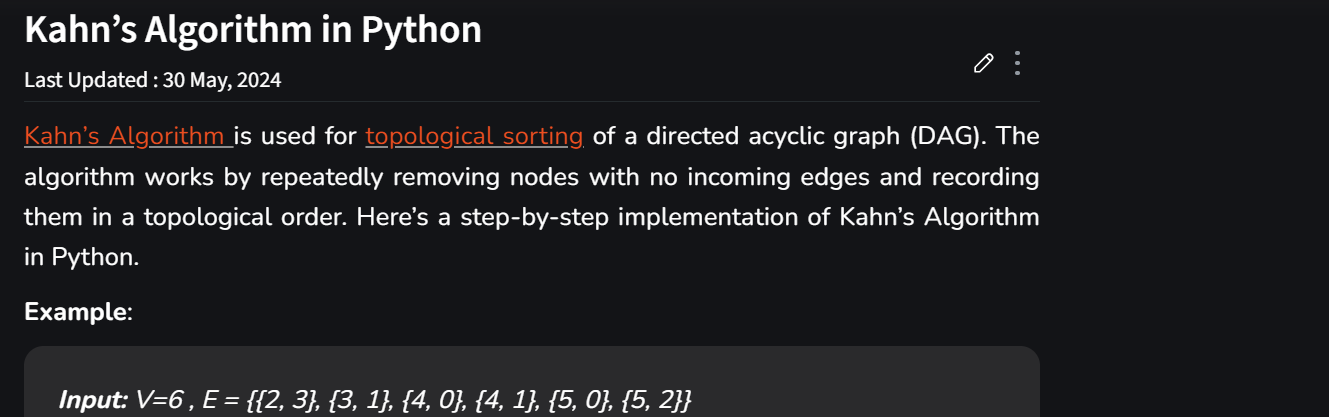 Kahn’s Algorithm in Python
Last Updated : 30 May, 2024
Kahn’s Algorithm is used for topological sorting of a directed acyclic graph (DAG). The
algorithm works by repeatedly removing nodes with no incoming edges and recording
them in a topological order. Here’s a step-by-step implementation of Kahn’s Algorithm
in Python.
Example:
Input: V=6 , E = {{2, 3}, {3, 1}, {4, 0}, {4, 1}, {5, 0}, {5, 2}}